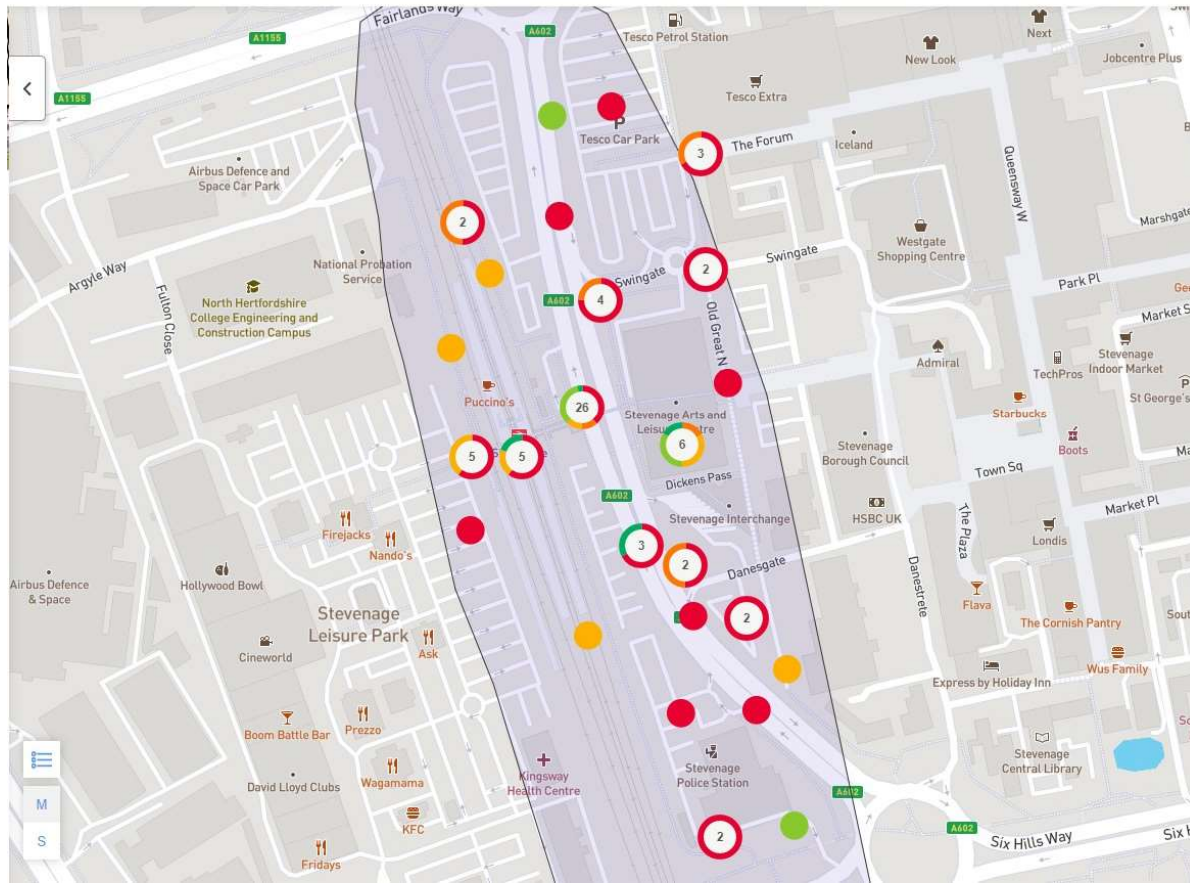 Fairlands Way
A602
A1155
A1155
Tesco Petrol Station
Next
New Look
Jobcentre Plus
Tesco Extra
P
Tesco Car Park
The Forum
3
Iceland
Queensway W
Airbus Defence and
Space Car Park
2
Marshgate
Westgate
Shopping Centre
Argyle Way
National Probation
Service
Swingate
2
Swingate
Park Pl
North Hertfordshire
College Engineering and
Construction Campus
Fulton Close
A602
4
Old Great N
Market S
Admiral
TechPros
Stevenage
Indoor Market
St George's
Puccino's
26
Stevenage Arts and
Starbucks
5
5
6
Stevenage
Borough Council
Boots
Town Sq
Dickens Pass
A602
Stevenage Interchange
HSBC UK
The Plaza
Market Pl
Firejacks
Nando's
Londis
3
2
Danesgate
Danestrete
Airbus Defence
& Space
Hollywood Bowl
Flava
Stevenage
Leisure Park
2
The Cornish Pantry
Cineworld
Ask
Wus Family
Express by Holiday Inn
Boom Battle Bar
Prezzo
Stevenage
Central Library
Kingsway
Health Centre
Stevenage
Police Station
David Lloyd Clubs
Wagamama
A602
M
KFC
A602
S
2
Six Hills Way
Fridays